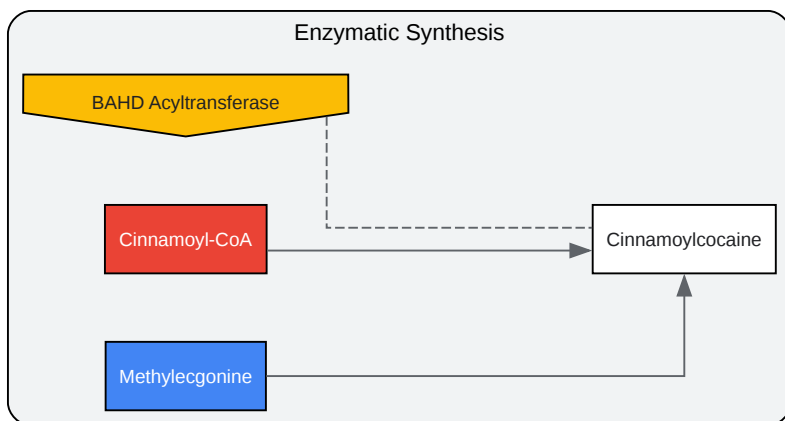 Enzymatic Synthesis
BAHD Acyltransferase
Cinnamoyl-CoA
Cinnamoylcocaine
Methylecgonine